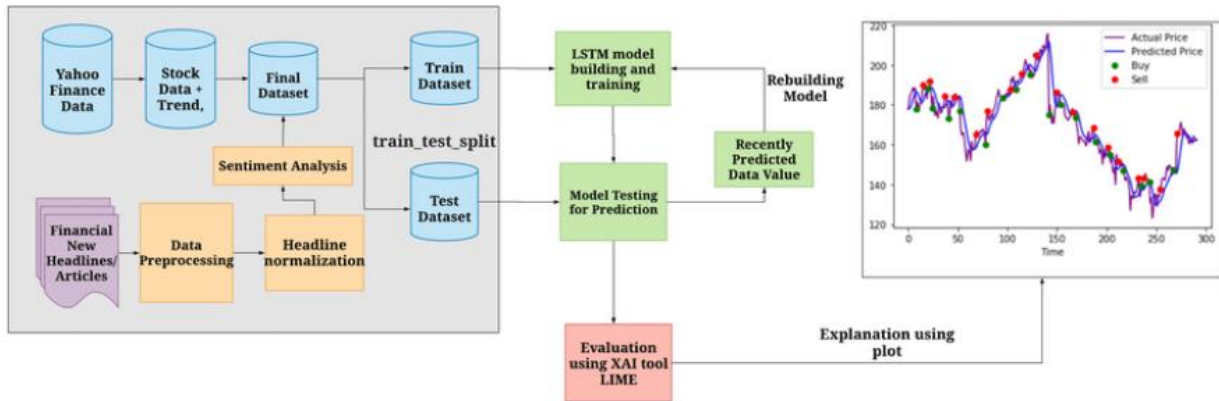 Yahoo
Finance
Data
Stock
Data +
Trend,
Final
Dataset
Train
Dataset
train_test_split
Sentiment Analysis
Test
Dataset
Financial
New
Headlines/
Articles
Data
Preprocessing
Headline
normalization
LSTM model
building and
training
Rebuilding
Model
Recently
Predicted
Data Value
Model Testing
for Prediction
Evaluation
using XAI tool
LIME
Explanation using
plot
220
200
180
160
140
120
0
50
100
150
200
250
300
Time
Actual Price
Predicted Price
Buy
Sell